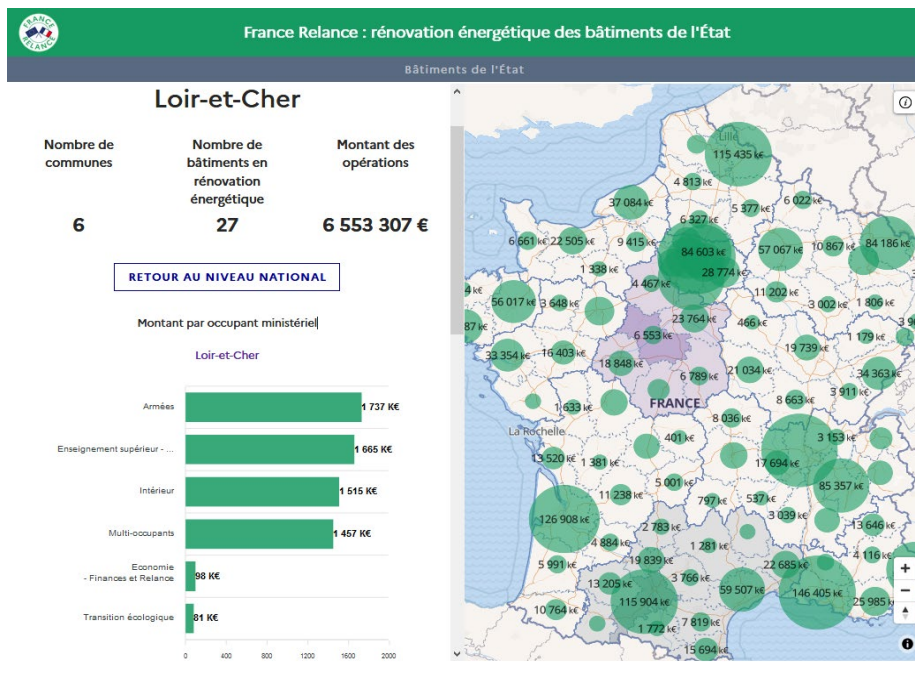 FRANCE
RELANCE
France Relance : rénovation énergétique des bâtiments de l'État
Bâtiments de l'État
Loir-et-Cher
Nombre de
communes
6
Nombre de
bâtiments en
rénovation
énergétique
27
Montant des
opérations
6 553 307 €
RETOUR AU NIVEAU NATIONAL
Montant par occupant ministériel
Loir-et-Cher
Armées
1 737 K€
Enseignement supérieur - ...
1 665 K€
Intérieur
1 515 K€
Multi-occupants
1 457 K€
Economie
- Finances et Relance
98 K€
Transition écologique
81 K€
0 400 800 1200 1600 2000
Lille
115 435 k€
4 813 k€
37 084 k€
5 377 k€
6 022 k€
6 327 k€
6 661 k€
22 505 k€
9 415 k€
84 603 k€
57 067 k€
10 867 k€
84 186 k€
1 338 k€
28 774 k€
4 467 k€
4 k€
56 017 k€
3 648 k€
11 202 k€
3 002 k€
1 806 k€
87 k€
23 764 k€
466 k€
6 553 k€
1 179 k€
33 354 k€
16 403 k€
18 848 k€
19 739 k€
6 789 k€
21 034 k€
34 363 k€
FRANCE
1 633 k€
8 663 k€
3 911 k€
8 036 k€
La Rochelle
401 k€
3 153 k€
13 520 k€
1 381 k€
17 694 k€
5 001 k€
85 357 k€
11 238 k€
797 k€
537 k€
126 908 k€
3 039 k€
2 783 k€
13 646 k€
4 884 k€
1 281 k€
5 991 k€
19 839 k€
22 685 k€
4 116 k€
13 205 k€
3 766 k€
59 507 k€
146 405 k€
10 764 k€
115 904 k€
25 985 k
1 772 k€
7 819 k€
15 694 k€